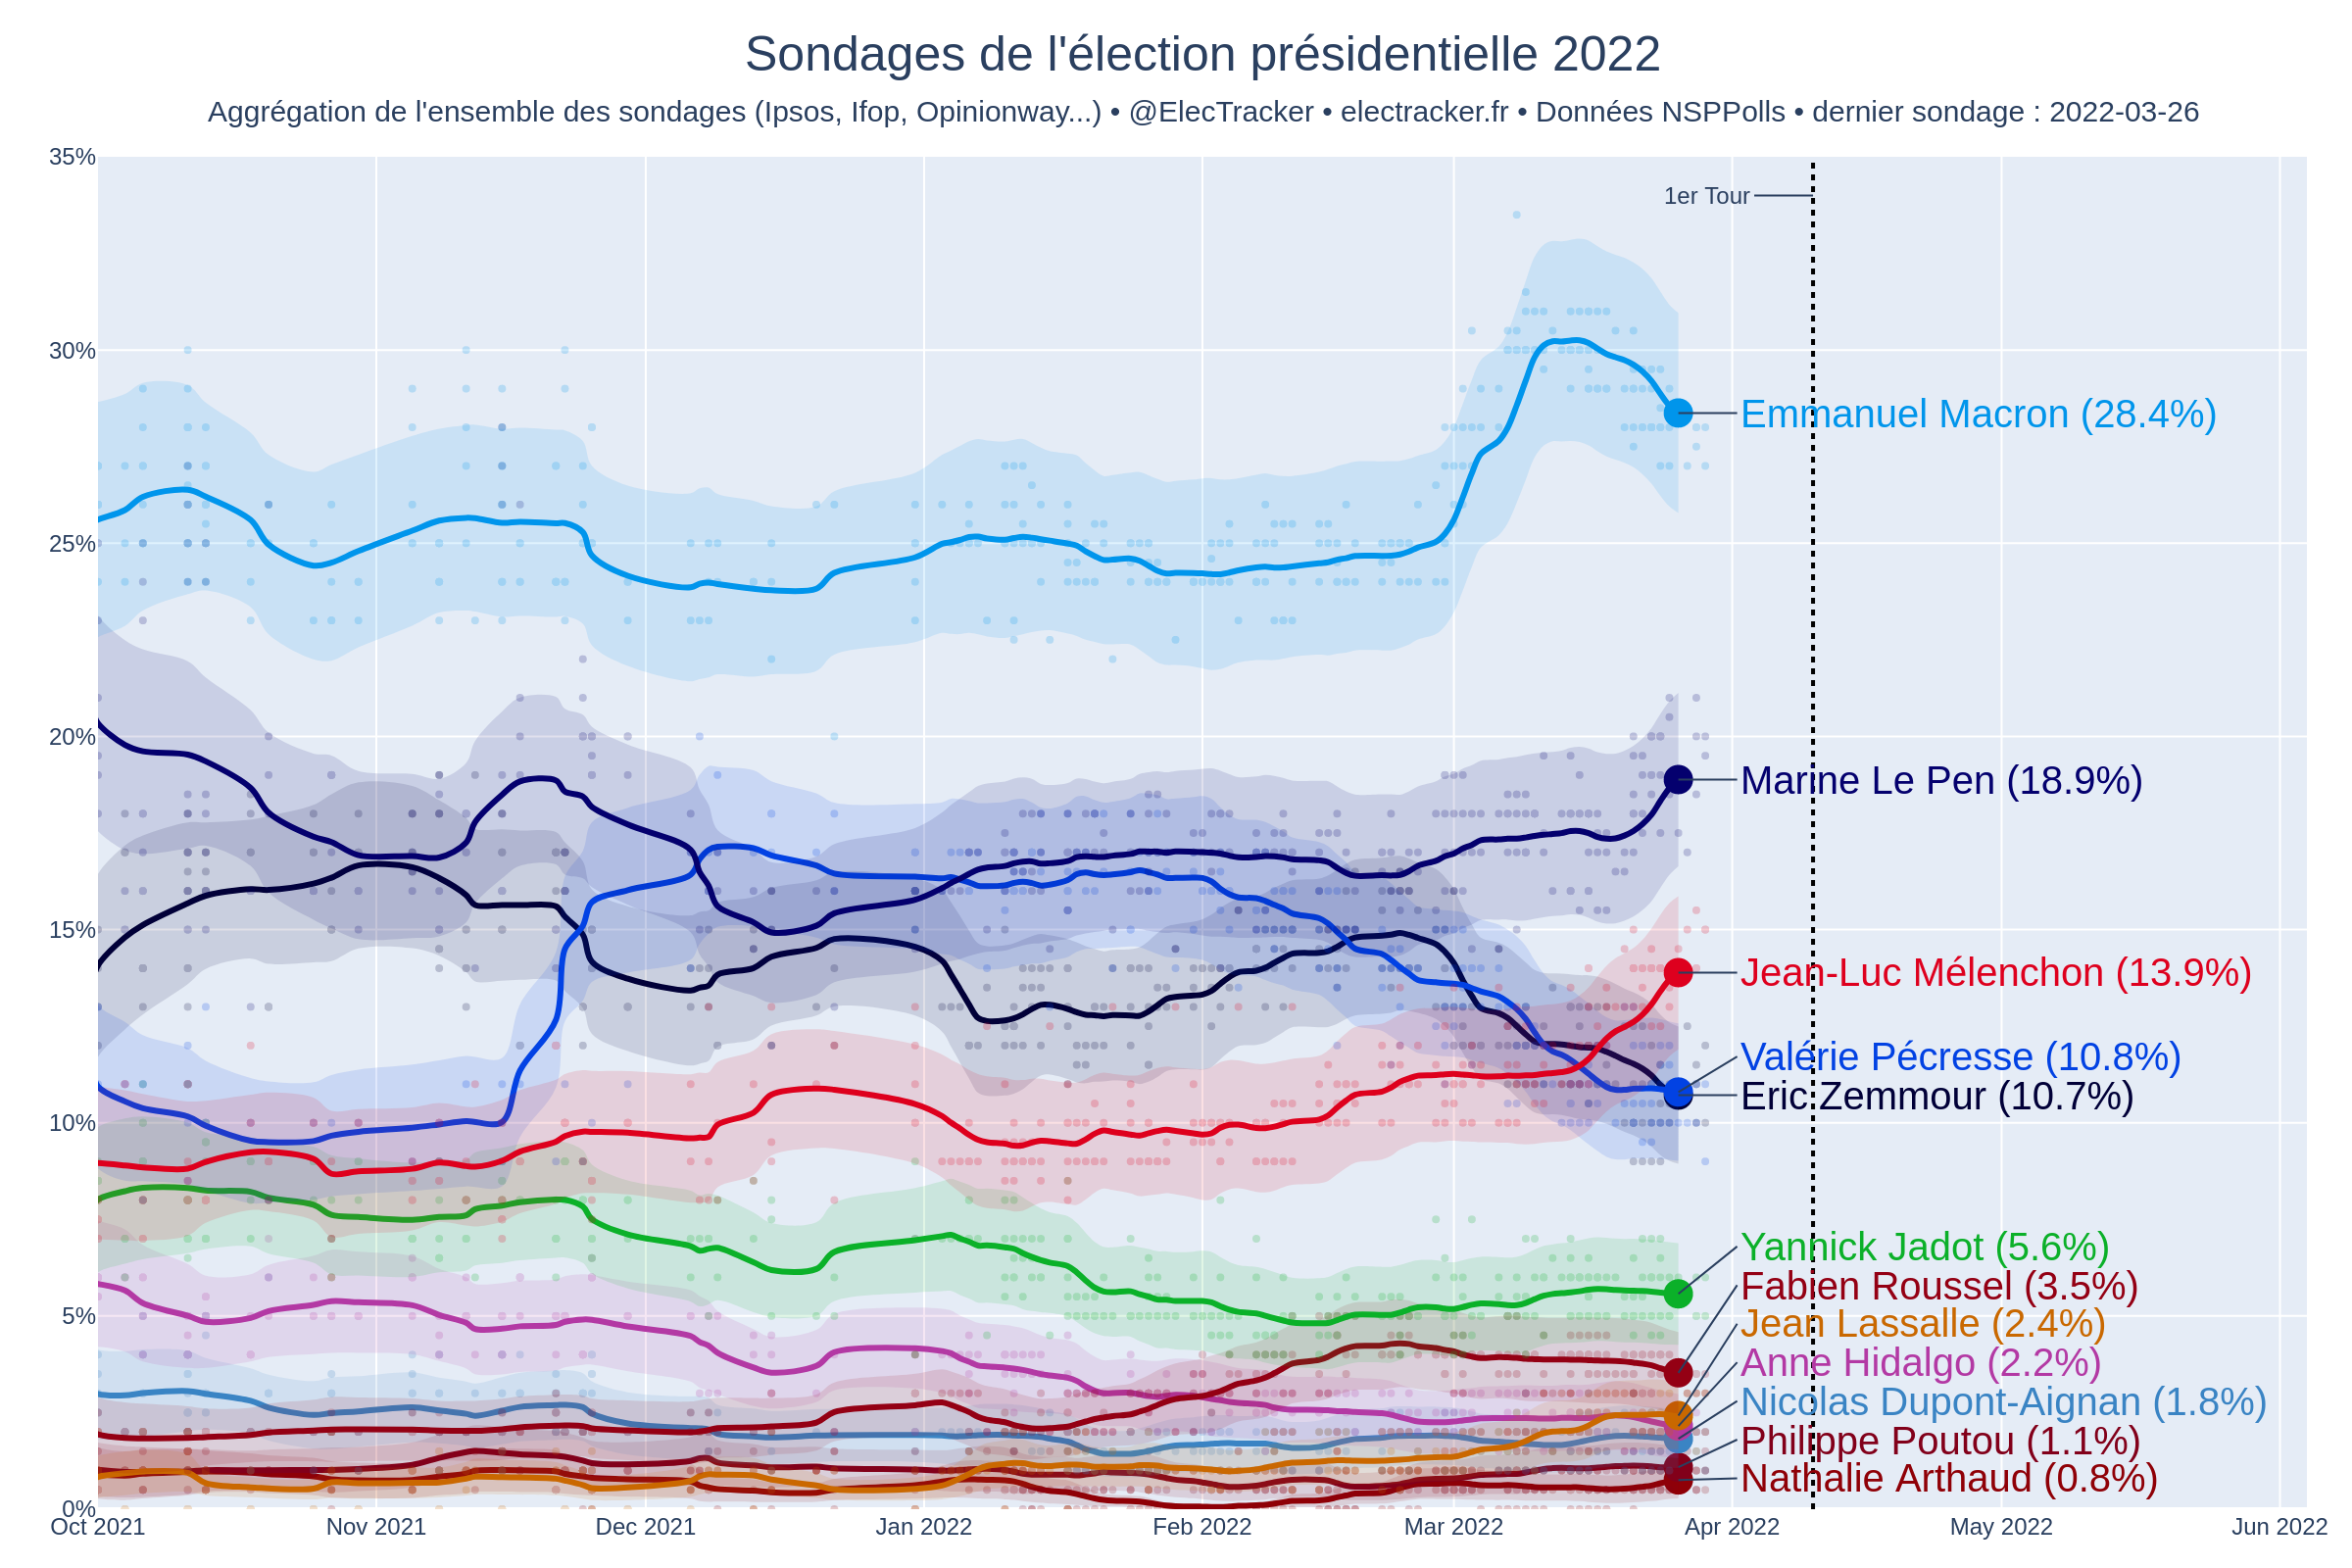 Sondages de l'élection présidentielle 2022
Aggrégation de l'ensemble des sondages (Ipsos, Ifop, Opinionway...) • @ElecTracker • electracker.fr • Données NSPPolls • dernier sondage : 2022-03-26
35%
1er Tour
30%
Emmanuel Macron (28.4%)
25%
20%
Marine Le Pen (18.9%)
15%
Jean-Luc Mélenchon (13.9%)
Valérie Pécresse (10.8%)
Eric Zemmour (10.7%)
10%
Yannick Jadot (5.6%)
Fabien Roussel (3.5%)
5%
Jean Lassalle (2.4%)
Anne Hidalgo (2.2%)
Nicolas Dupont-Aignan (1.8%)
Philippe Poutou (1.1%)
Nathalie Arthaud (0.8%)
0%
Oct 2021 Nov 2021 Dec 2021 Jan 2022 Feb 2022 Mar 2022 Apr 2022 May 2022 Jun 2022